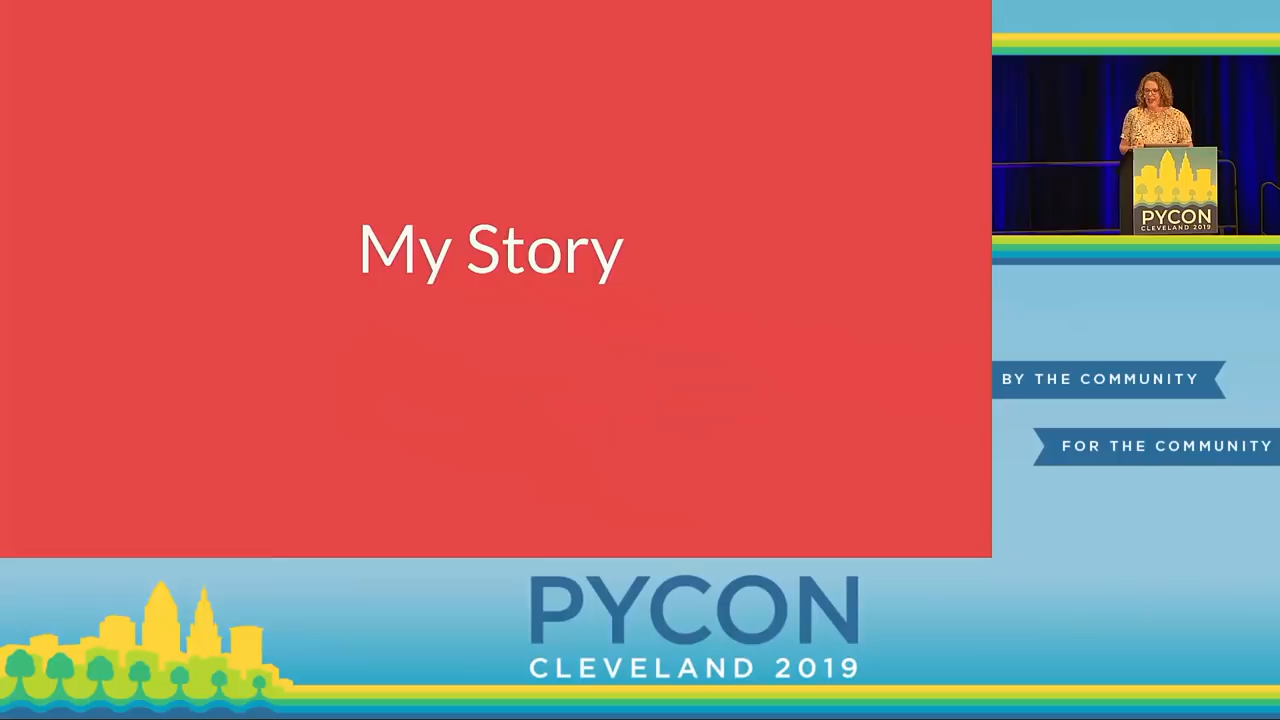 My Story
PYCON
CLEVELAND 2019
BY THE COMMUNITY
FOR THE COMMUNITY
PYCON
CLEVELAND 2019